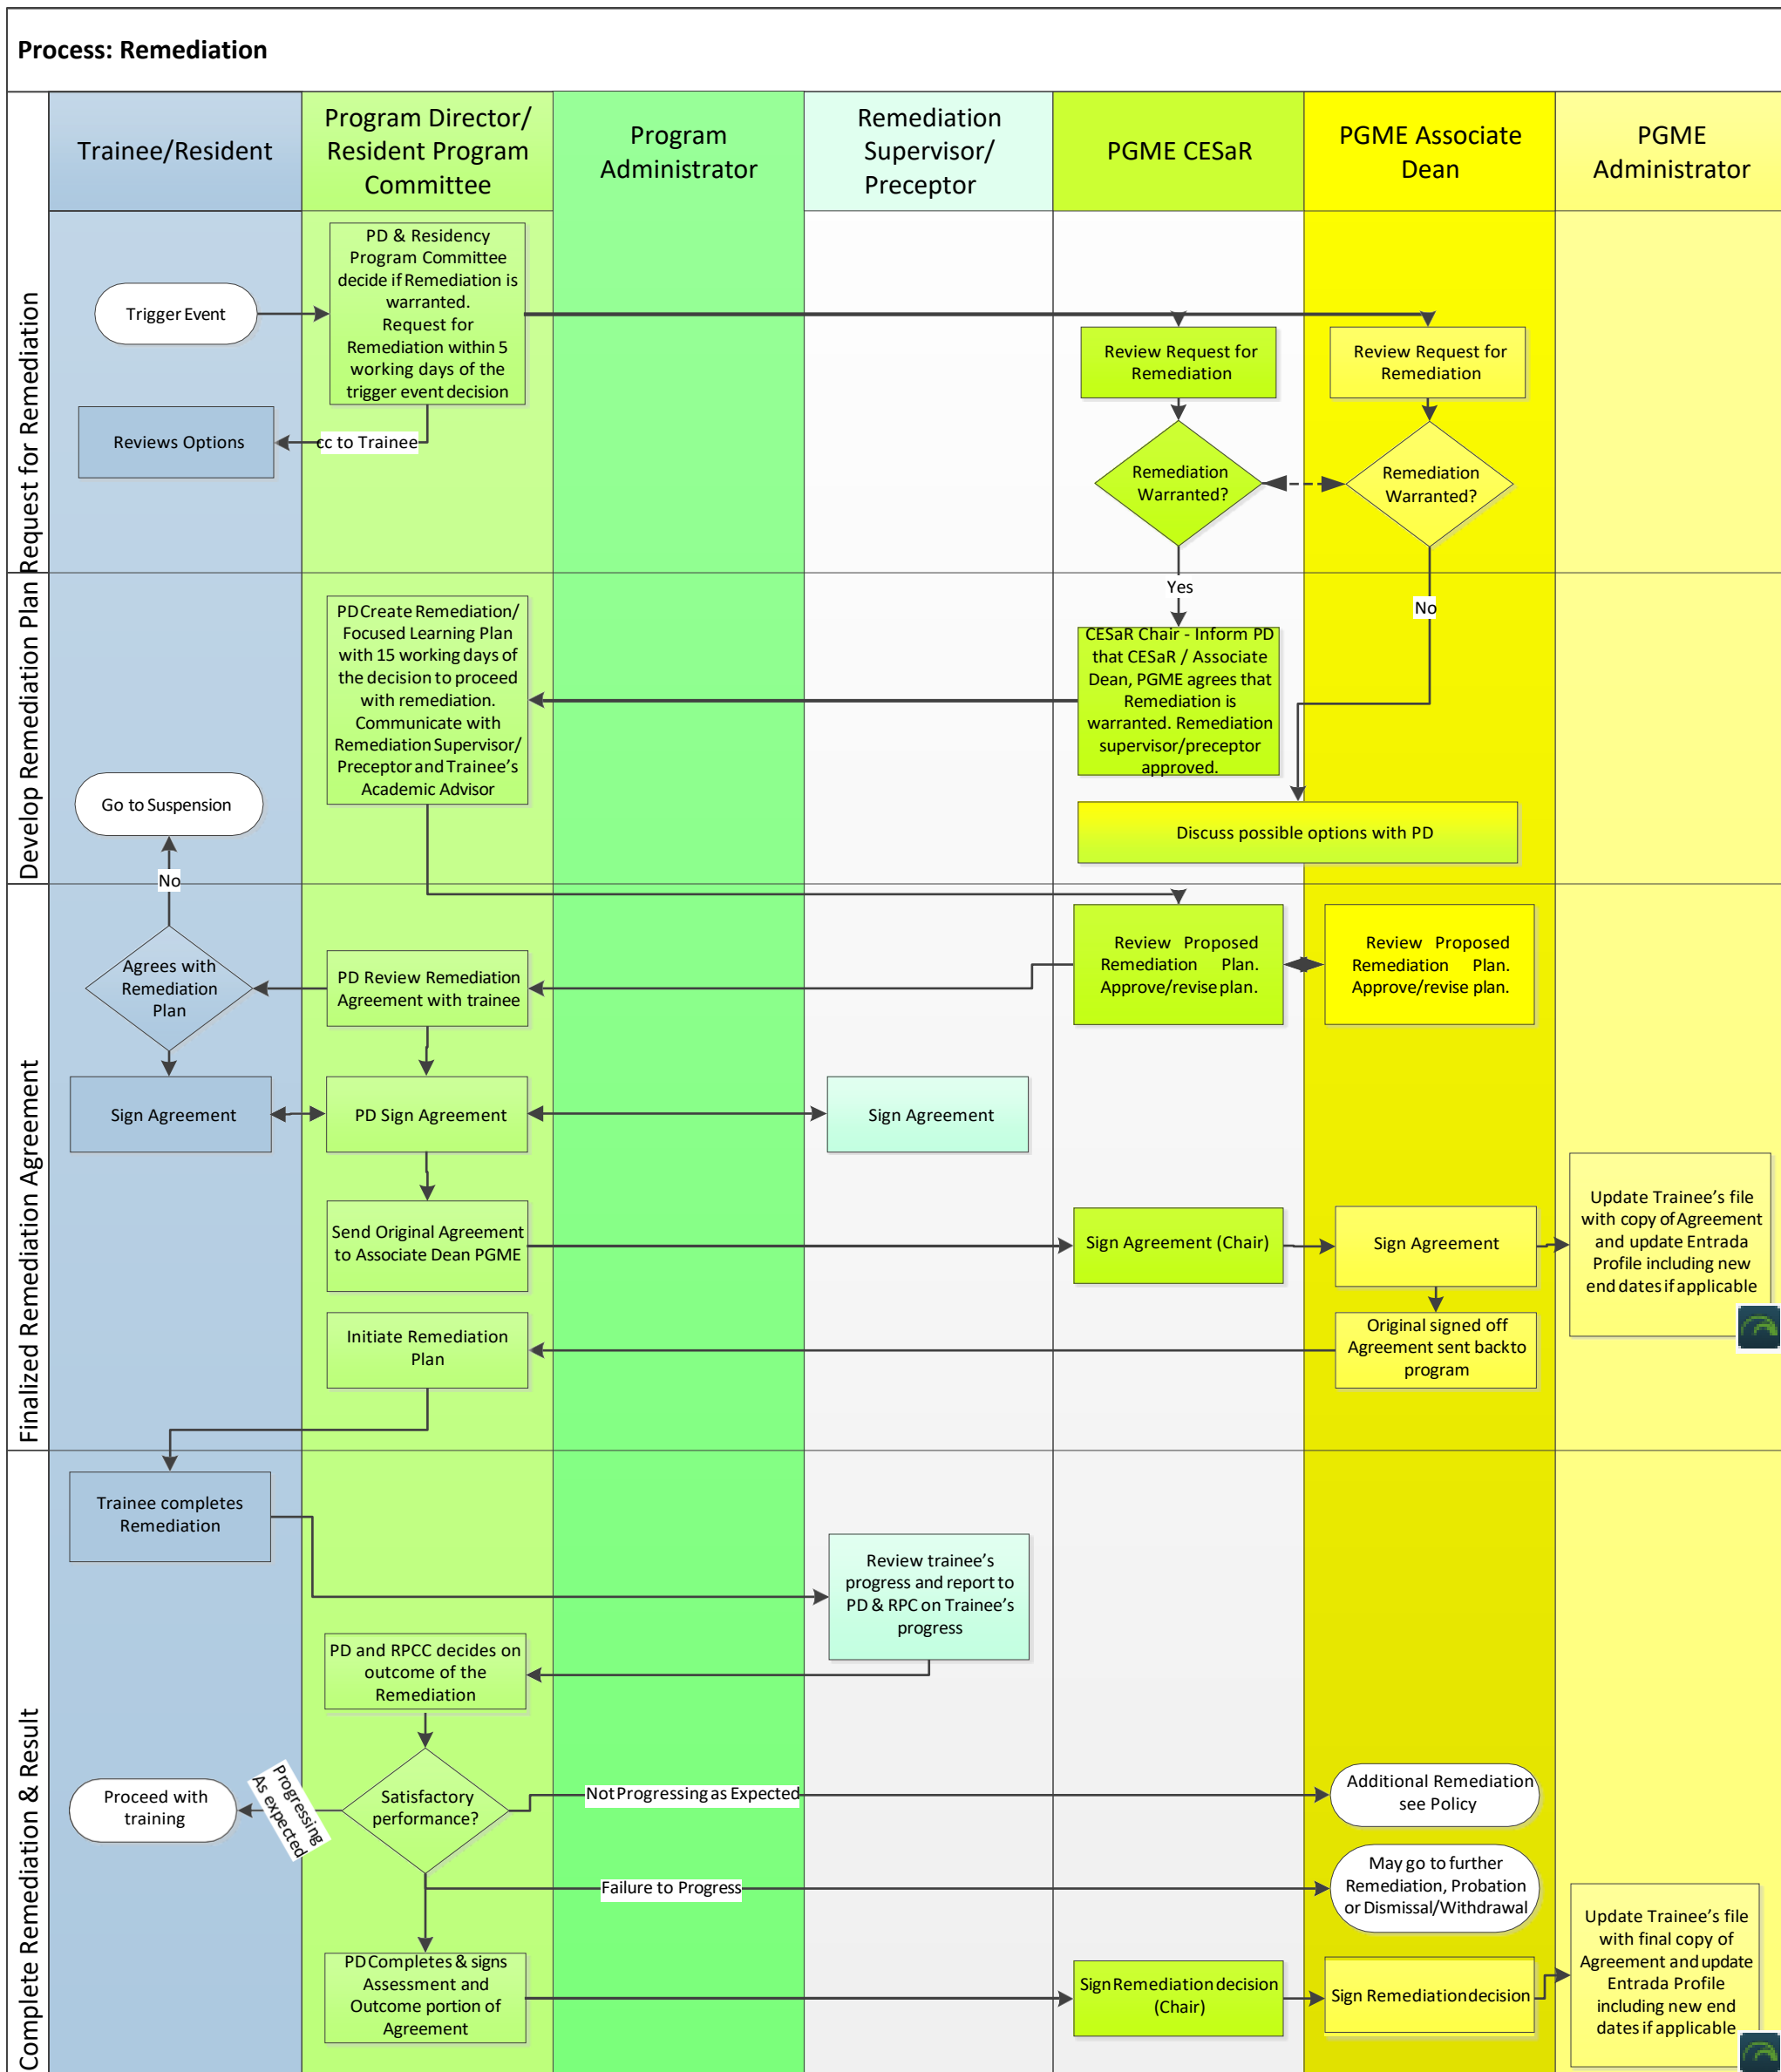 Process: Remediation
Trainee/Resident
Program Director/
Resident Program
Committee
Program
Administrator
Remediation
Supervisor/
Preceptor
PGME CESaR
PGME Associate
Dean
PGME
Administrator
Request for Remediation
Trigger Event
PD & Residency
Program Committee
decide if Remediation is
warranted.
Request for
Remediation within 5
working days of the
trigger event decision
Review Request for
Remediation
Review Request for
Remediation
Reviews Options
cc to Trainee
Remediation
Warranted?
Remediation
Warranted?
Develop Remediation Plan
Yes
No
PD Create Remediation/
Focused Learning Plan
with 15 working days of
the decision to proceed
with remediation.
Communicate with
Remediation Supervisor/
Preceptor and Trainee's
Academic Advisor
CESaR Chair - Inform PD
that CESaR / Associate
Dean, PGME agrees that
Remediation is
warranted. Remediation
supervisor/preceptor
approved.
Go to Suspension
Discuss possible options with PD
No
Finalized Remediation Agreement
Agrees with
Remediation
Plan
PD Review Remediation
Agreement with trainee
Review Proposed
Remediation Plan.
Approve/revise plan.
Review Proposed
Remediation Plan.
Approve/revise plan.
Sign Agreement
PD Sign Agreement
Sign Agreement
Send Original Agreement
to Associate Dean PGME
Sign Agreement (Chair)
Sign Agreement
Update Trainee's file
with copy of Agreement
and update Entrada
Profile including new
end dates if applicable
Initiate Remediation
Plan
Original signed off
Agreement sent back to
program
Complete Remediation & Result
Trainee completes
Remediation
Review trainee's
progress and report to
PD & RPC on Trainee's
progress
PD and RPCC decides on
outcome of the
Remediation
Proceed with
training
Progressing
As expected
Satisfactory
performance?
Not Progressing as Expected
Additional Remediation
see Policy
Failure to Progress
May go to further
Remediation, Probation
or Dismissal/Withdrawal
PD Completes & signs
Assessment and
Outcome portion of
Agreement
Sign Remediation decision
(Chair)
Sign Remediation decision
Update Trainee's file
with final copy of
Agreement and update
Entrada Profile
including new end
dates if applicable